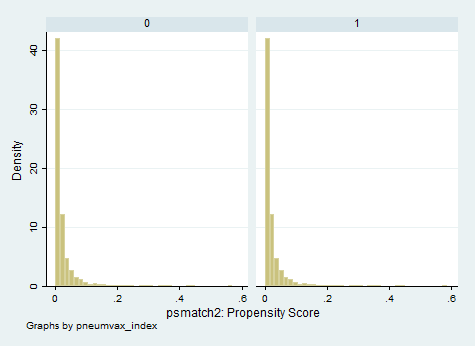 0 1
Density
40
30
20
10
0
0 .2 .4 .6 0 .2 .4 .6
psmatch2: Propensity Score
Graphs by pneumvax_index